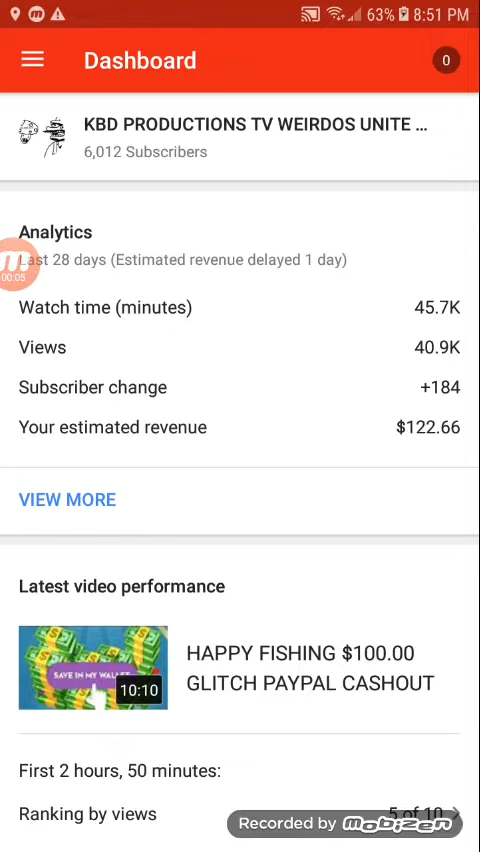 63% 8:51 PM
Dashboard
0
KBD PRODUCTIONS TV WEIRDOS UNITE ...
6,012 Subscribers
Analytics
Last 28 days (Estimated revenue delayed 1 day)
00:05
Watch time (minutes) 45.7K
Views 40.9K
Subscriber change +184
Your estimated revenue $122.66
VIEW MORE
Latest video performance
SAVE IN MY WALLET
10:10
HAPPY FISHING $100.00
GLITCH PAYPAL CASHOUT
First 2 hours, 50 minutes:
Ranking by views 5 of 10
Recorded by mobizen